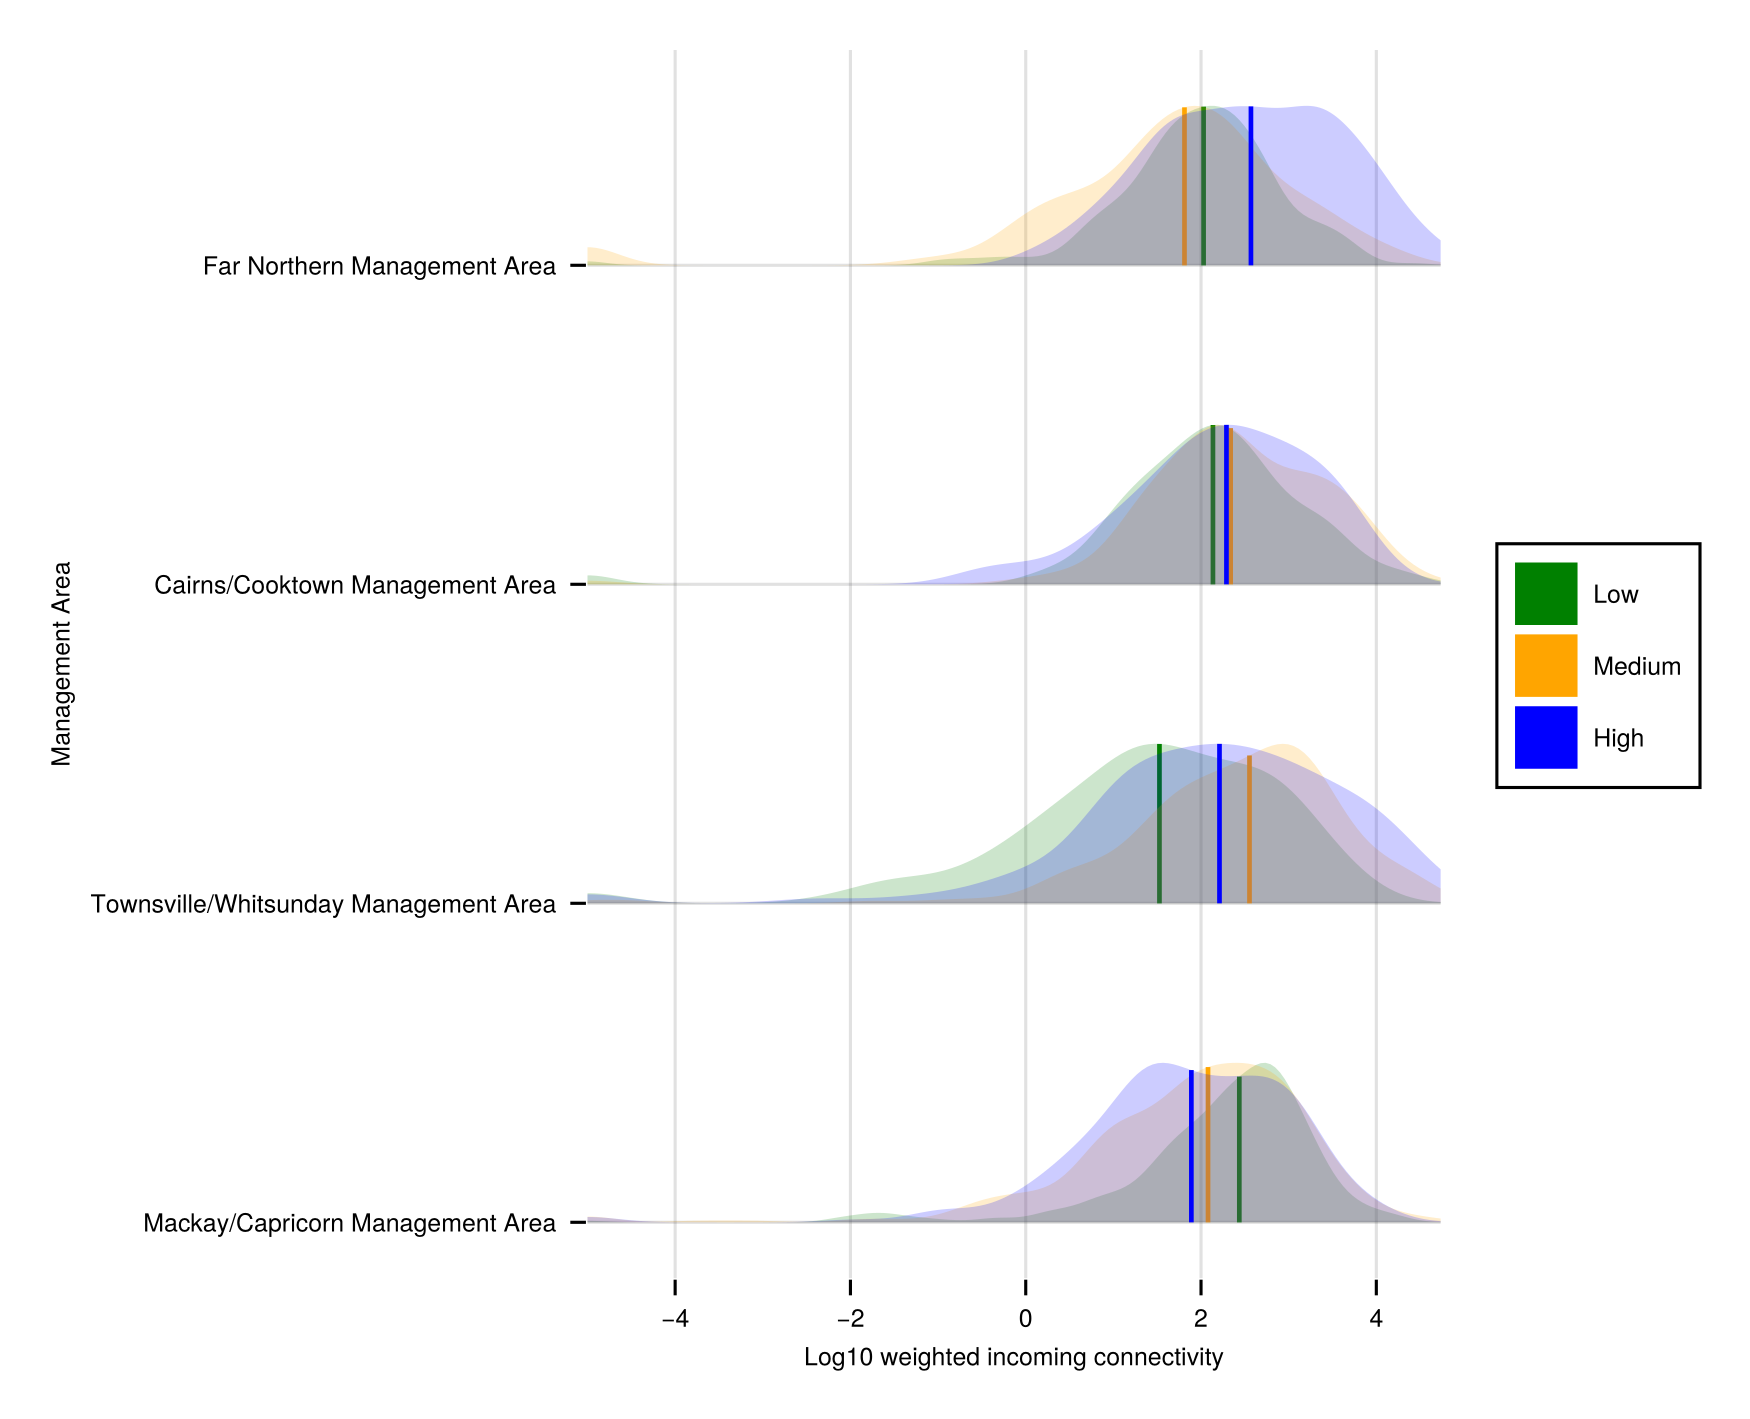 Far Northern Management Area
Cairns/Cooktown Management Area
Townsville/Whitsunday Management Area
Mackay/Capricorn Management Area
Management Area
−4
−2
0
2
4
Log10 weighted incoming connectivity
Low
Medium
High